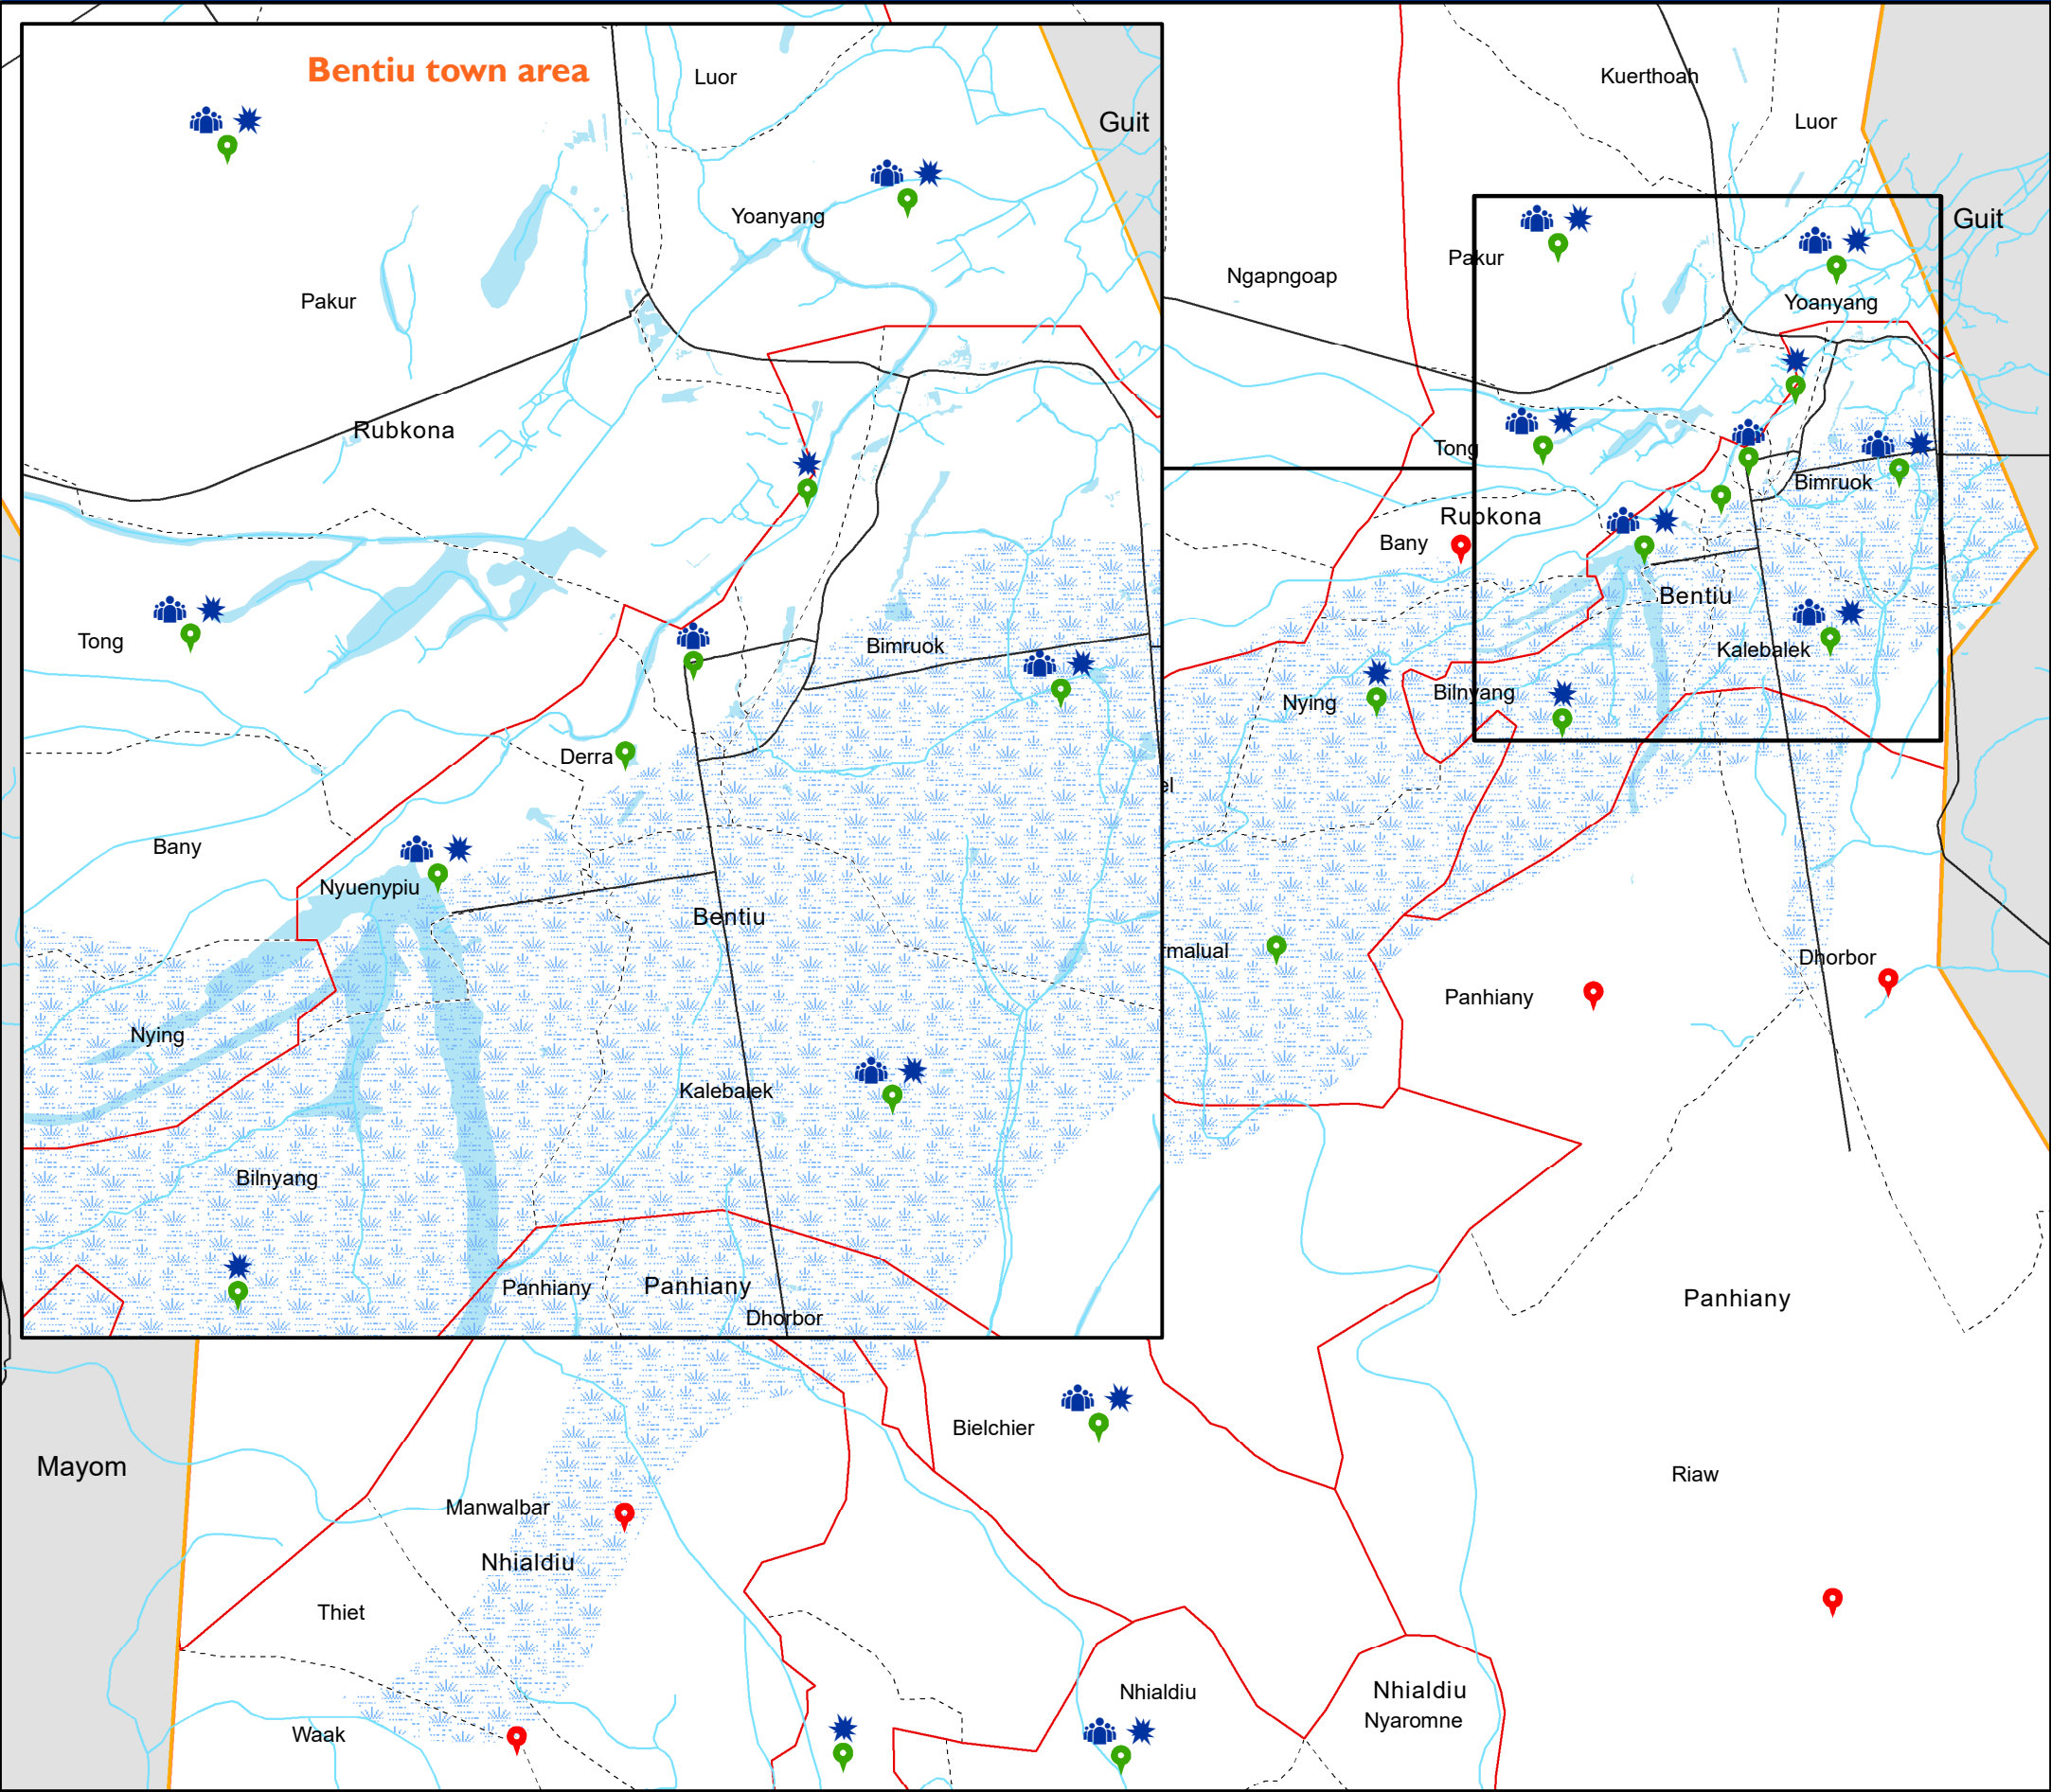 Bentiu town area
Luor
Guit
Yoanyang
Pakur
Rubkona
Tong
Bimruok
Derra
Bany
Nyuenypiu
Bentiu
Nying
Kalebalek
Bilnyang
Panhiany
Panhiany
Dhorbor
Kuerthoah
Luor
Guit
Pakur
Ngapngoap
Yoanyang
Tong
Bimruok
Rubkona
Bany
Bentiu
Kalebalek
Bilnyang
Nying
el
rmalual
Dhorbor
Panhiany
Panhiany
Bielchier
Mayom
Riaw
Manwalbar
Nhialdiu
Thiet
Nhialdiu
Nhialdiu
Nyaromne
Waak